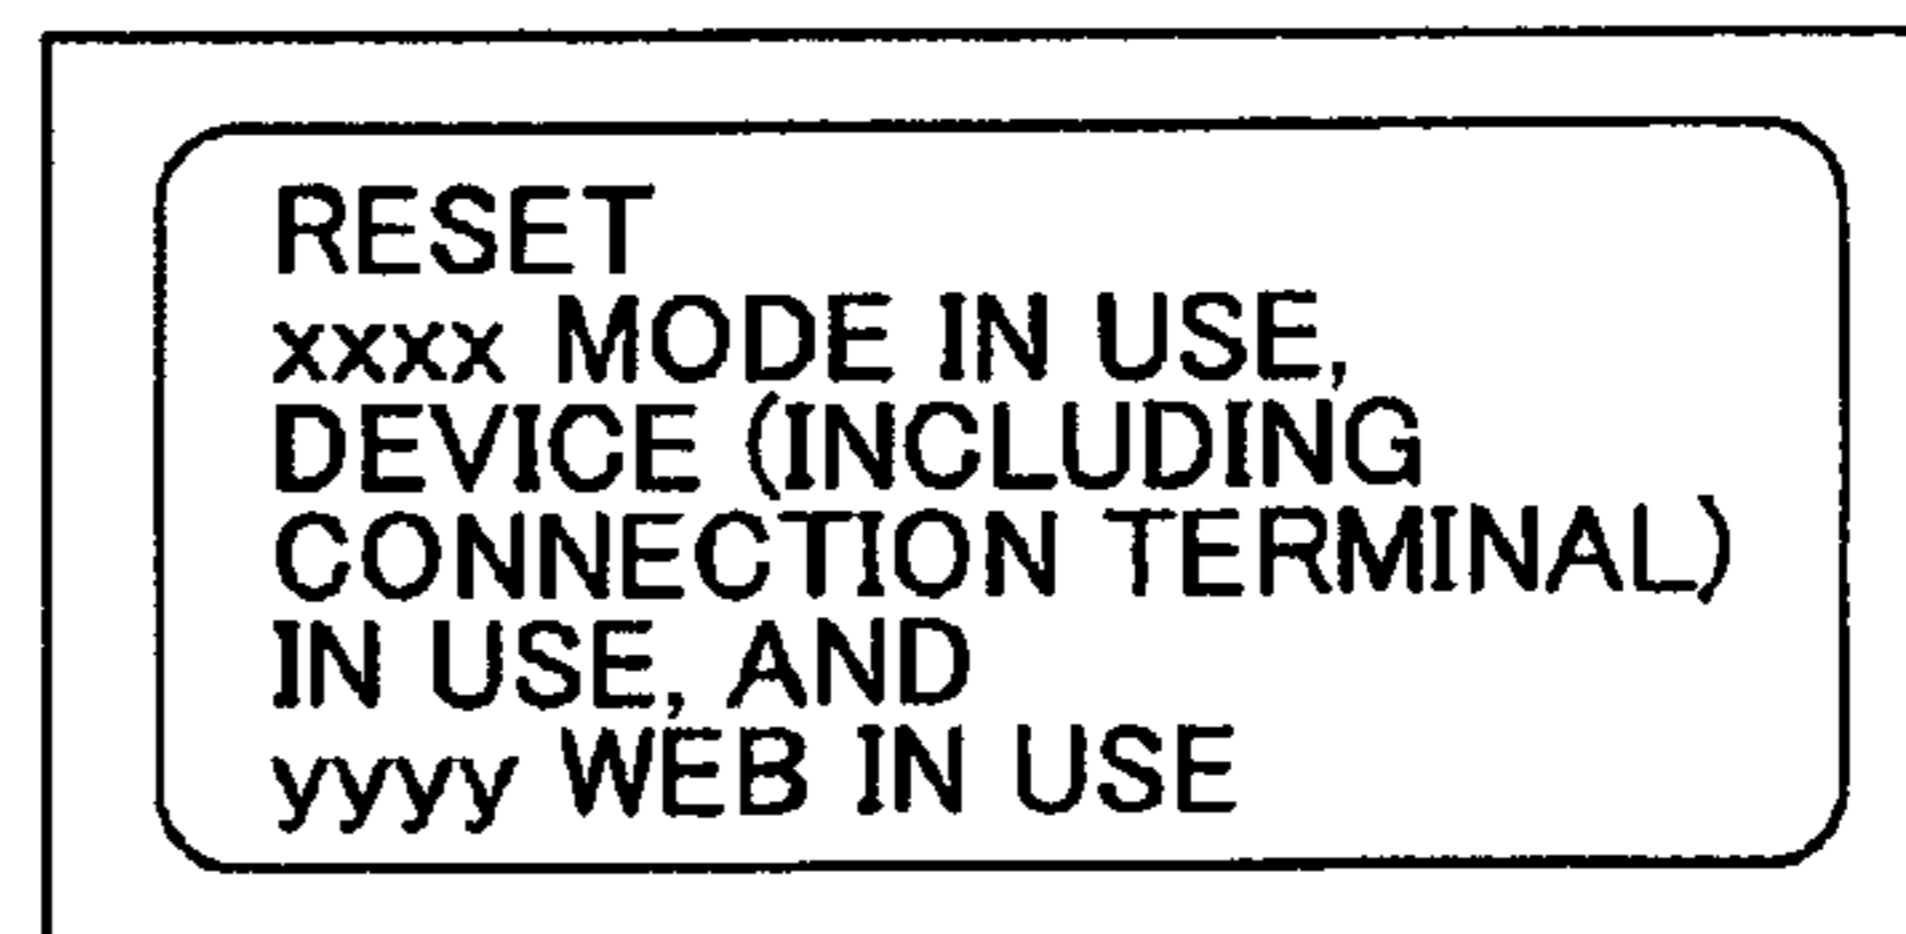 RESET
xxxx MODE IN USE,
DEVICE (INCLUDING
CONNECTION TERMINAL)
IN USE, AND
yyyy WEB IN USE